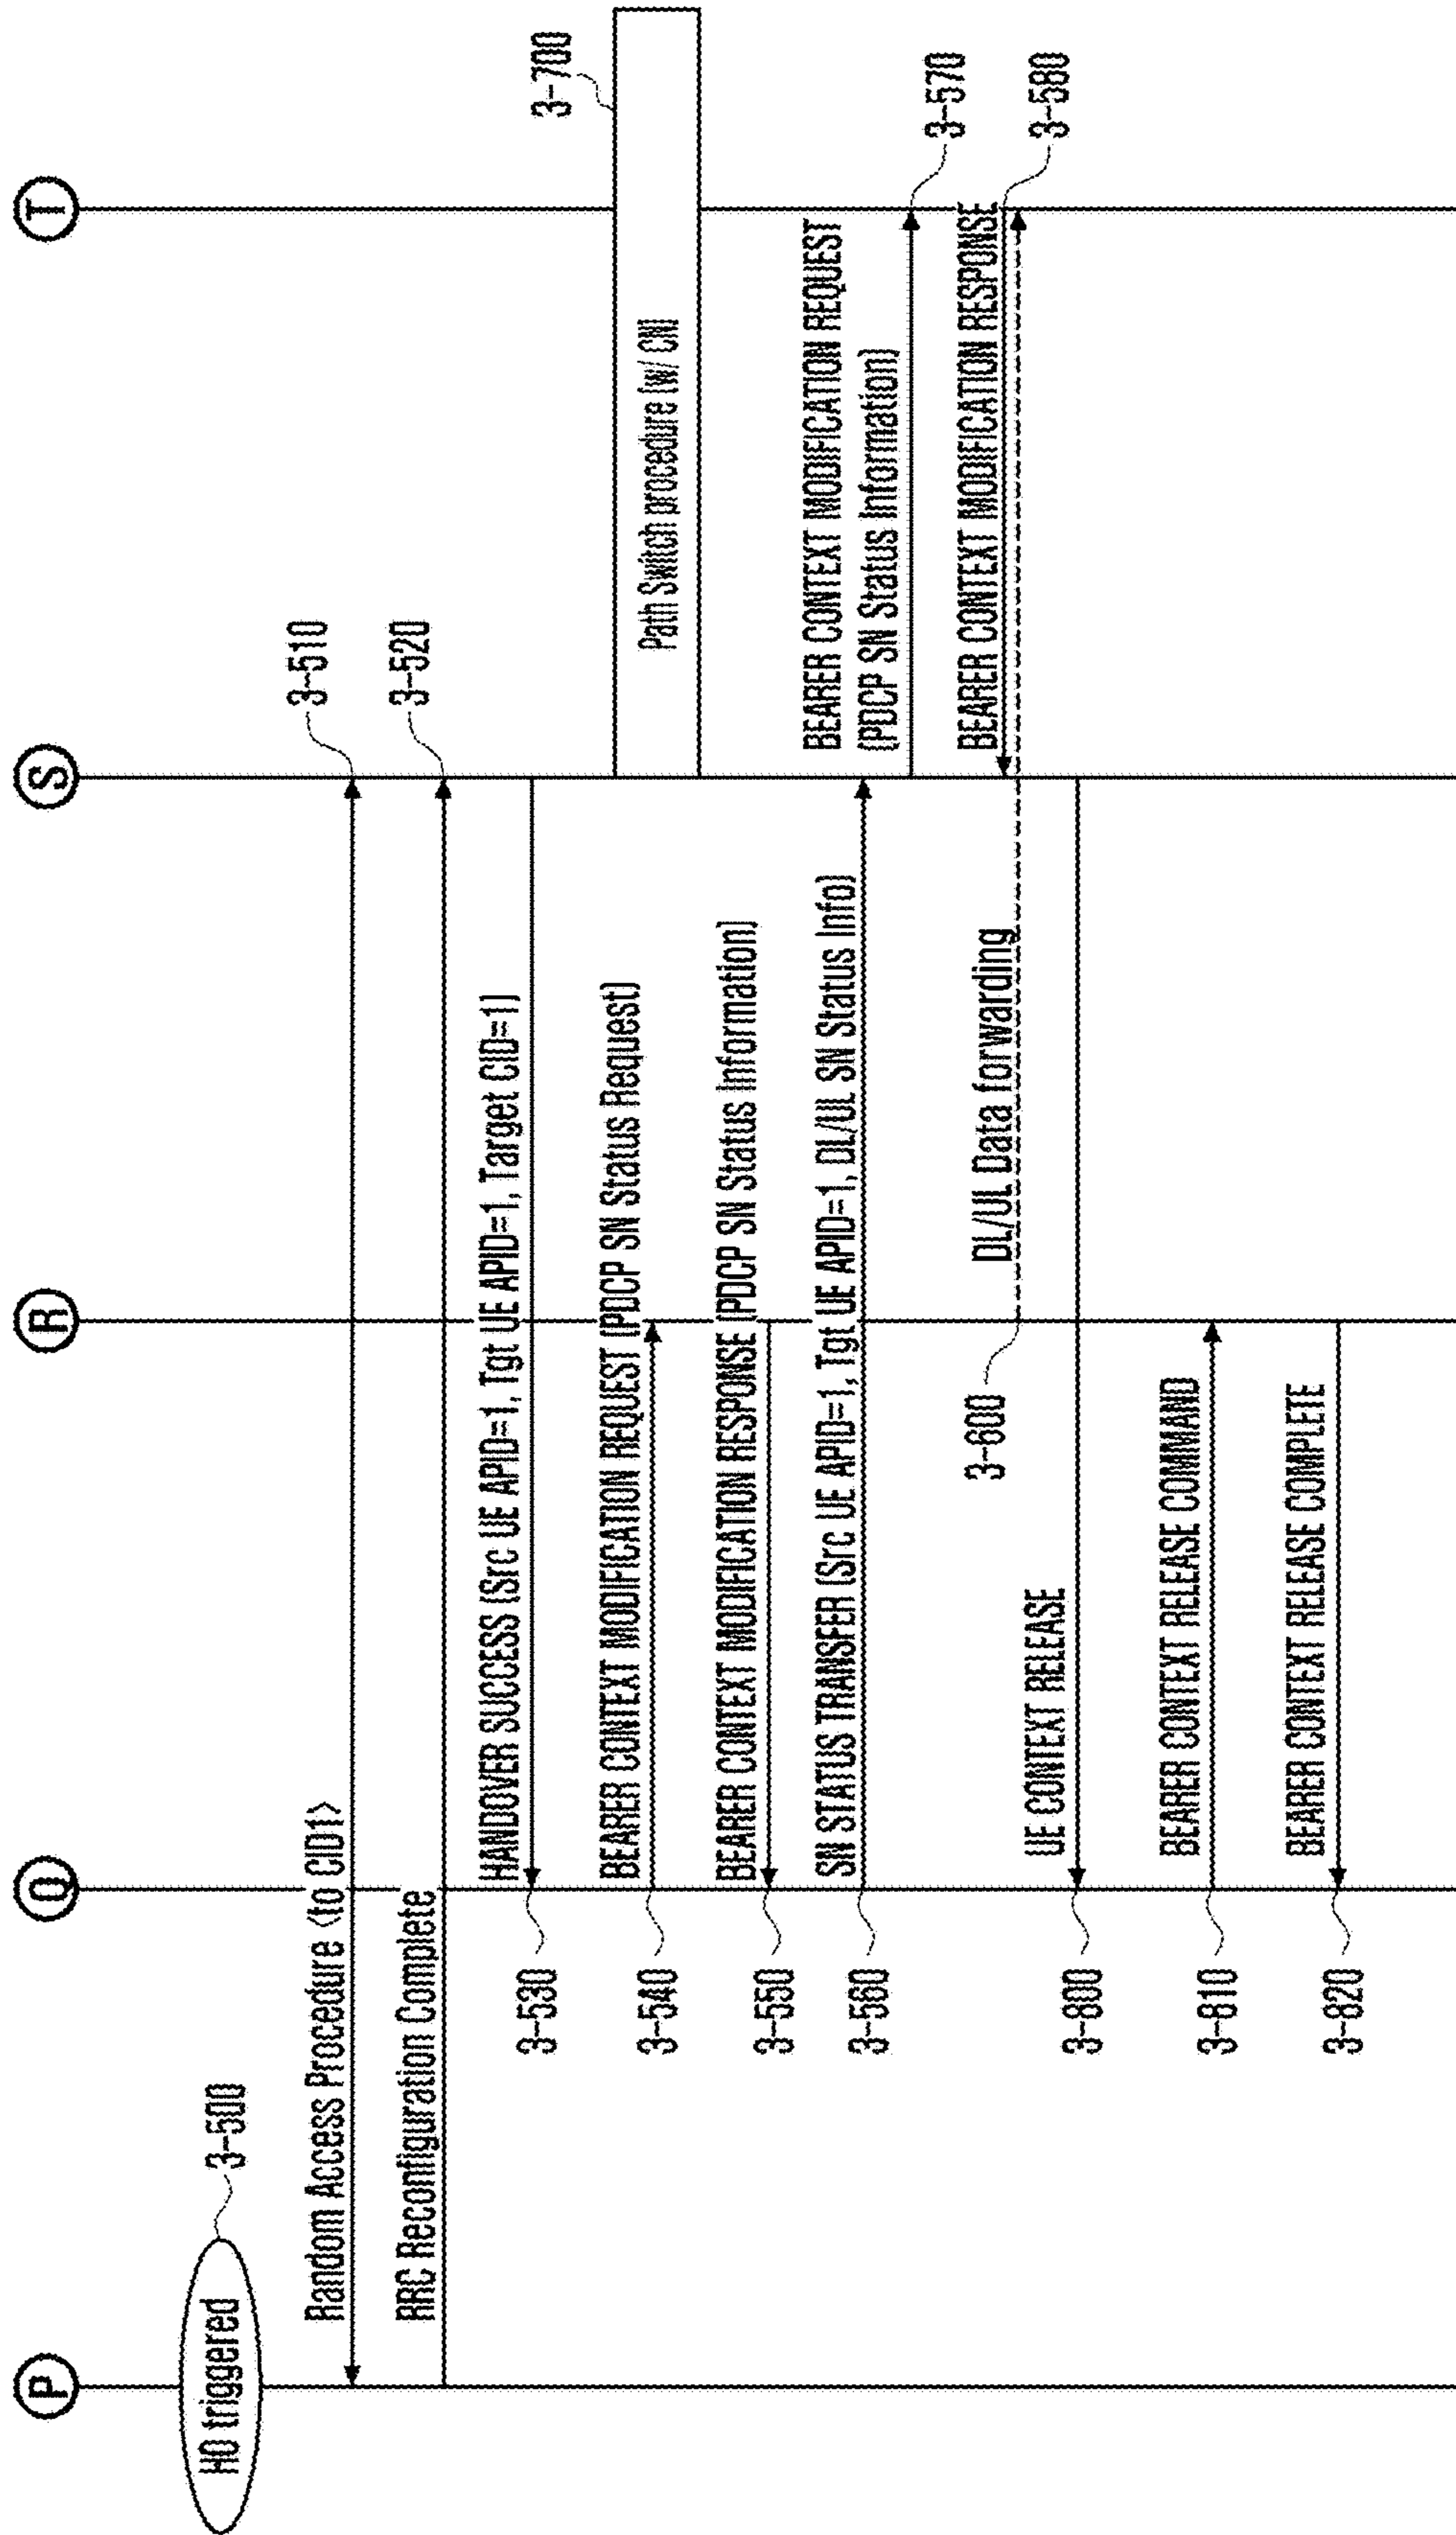 P
Q
R
S
T
HO triggered
3-500
Random Access Procedure <to CID1>
3-510
RRC Reconfiguration Complete
3-520
HANDOVER SUCCESS (Src UE APID=1, Tgt UE APID=1, Target CID=1)
3-530
Path Switch procedure (w/ CN)
3-700
BEARER CONTEXT MODIFICATION REQUEST (PDCP SN Status Request)
3-540
BEARER CONTEXT MODIFICATION RESPONSE (PDCP SN Status Information)
3-550
SN STATUS TRANSFER (Src UE APID=1, Tgt UE APID=1, DL/UL SN Status Info)
3-560
BEARER CONTEXT MODIFICATION REQUEST
(PDCP SN Status Information)
3-570
BEARER CONTEXT MODIFICATION RESPONSE
3-580
DL/UL Data forwarding
3-600
UE CONTEXT RELEASE
3-800
BEARER CONTEXT RELEASE COMMAND
3-810
BEARER CONTEXT RELEASE COMPLETE
3-820